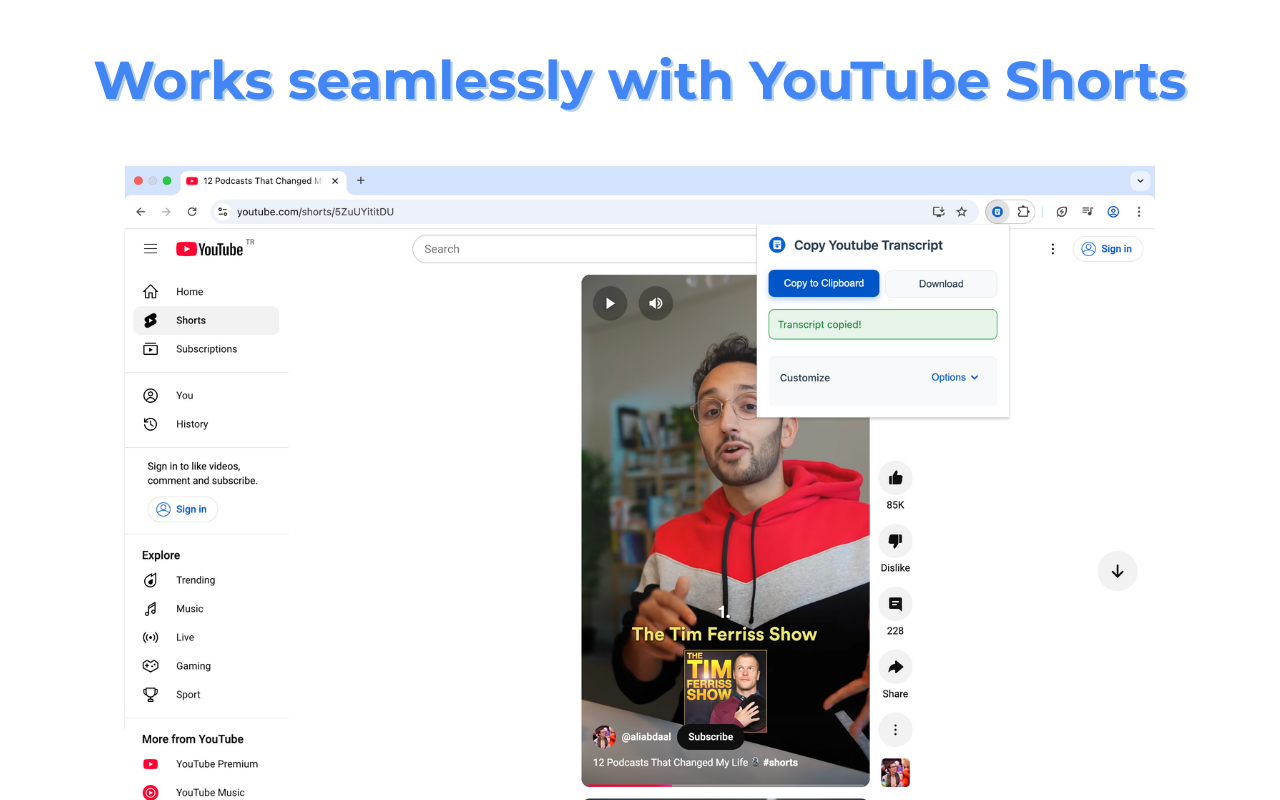 Works seamlessly with YouTube Shorts
12 Podcasts That Changed M
youtube.com/shorts/5ZuUYititDU
YouTube TR
Search
Sign in
Copy Youtube Transcript
Copy to Clipboard
Download
Transcript copied!
Customize
Options
Home
Shorts
Subscriptions
You
History
Sign in to like videos,
comment and subscribe.
Sign in
Explore
Trending
Music
Live
Gaming
Sport
More from YouTube
YouTube Premium
YouTube Music
1.
The Tim Ferriss Show
THE
TIM
FERRISS
SHOW
@aliabdaal
Subscribe
12 Podcasts That Changed My Life #shorts
85K
Dislike
228
Share